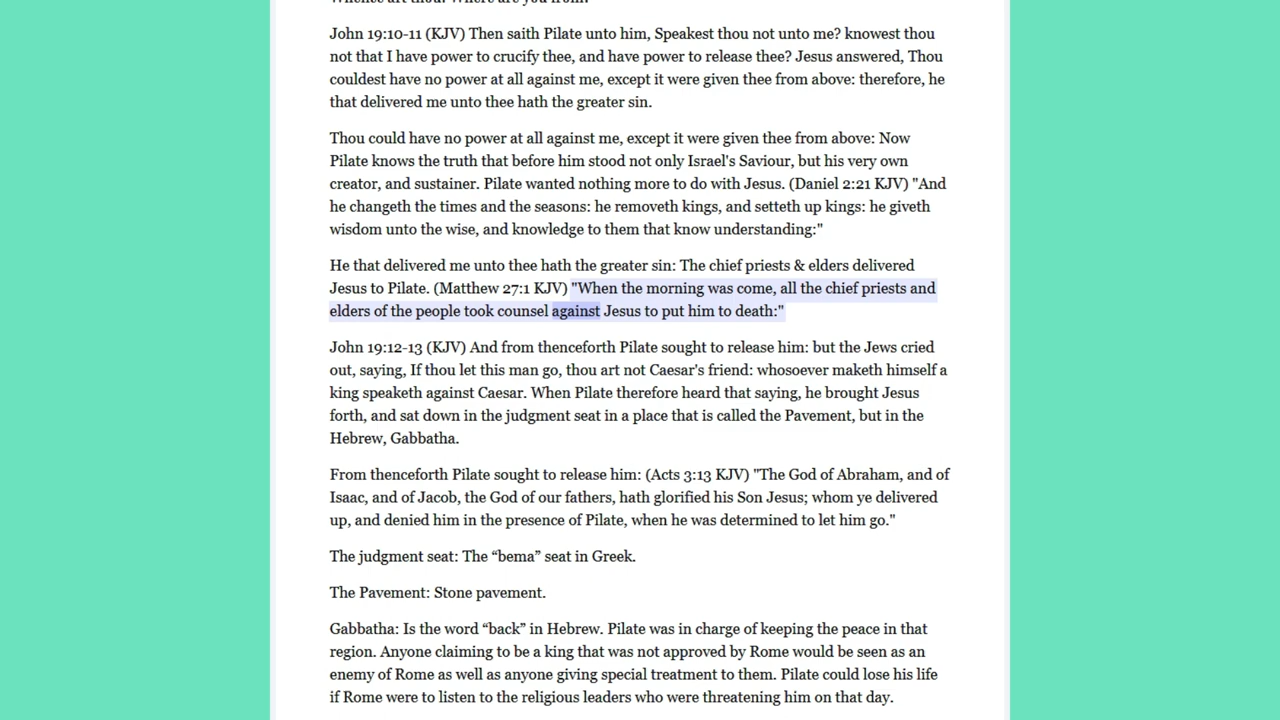 Whence art thou: Where are you from.
John 19:10-11 (KJV) Then saith Pilate unto him, Speakest thou not unto me? knowest thou
not that I have power to crucify thee, and have power to release thee? Jesus answered, Thou
couldest have no power at all against me, except it were given thee from above: therefore, he
that delivered me unto thee hath the greater sin.
Thou could have no power at all against me, except it were given thee from above: Now
Pilate knows the truth that before him stood not only Israel's Saviour, but his very own
creator, and sustainer. Pilate wanted nothing more to do with Jesus. (Daniel 2:21 KJV) "And
he changeth the times and the seasons: he removeth kings, and setteth up kings: he giveth
wisdom unto the wise, and knowledge to them that know understanding:"
He that delivered me unto thee hath the greater sin: The chief priests & elders delivered
Jesus to Pilate. (Matthew 27:1 KJV) "When the morning was come, all the chief priests and
elders of the people took counsel against Jesus to put him to death:"
John 19:12-13 (KJV) And from thenceforth Pilate sought to release him: but the Jews cried
out, saying, If thou let this man go, thou art not Caesar's friend: whosoever maketh himself a
king speaketh against Caesar. When Pilate therefore heard that saying, he brought Jesus
forth, and sat down in the judgment seat in a place that is called the Pavement, but in the
Hebrew, Gabbatha.
From thenceforth Pilate sought to release him: (Acts 3:13 KJV) "The God of Abraham, and of
Isaac, and of Jacob, the God of our fathers, hath glorified his Son Jesus; whom ye delivered
up, and denied him in the presence of Pilate, when he was determined to let him go."
The judgment seat: The “bema” seat in Greek.
The Pavement: Stone pavement.
Gabbatha: Is the word “back” in Hebrew. Pilate was in charge of keeping the peace in that
region. Anyone claiming to be a king that was not approved by Rome would be seen as an
enemy of Rome as well as anyone giving special treatment to them. Pilate could lose his life
if Rome were to listen to the religious leaders who were threatening him on that day.